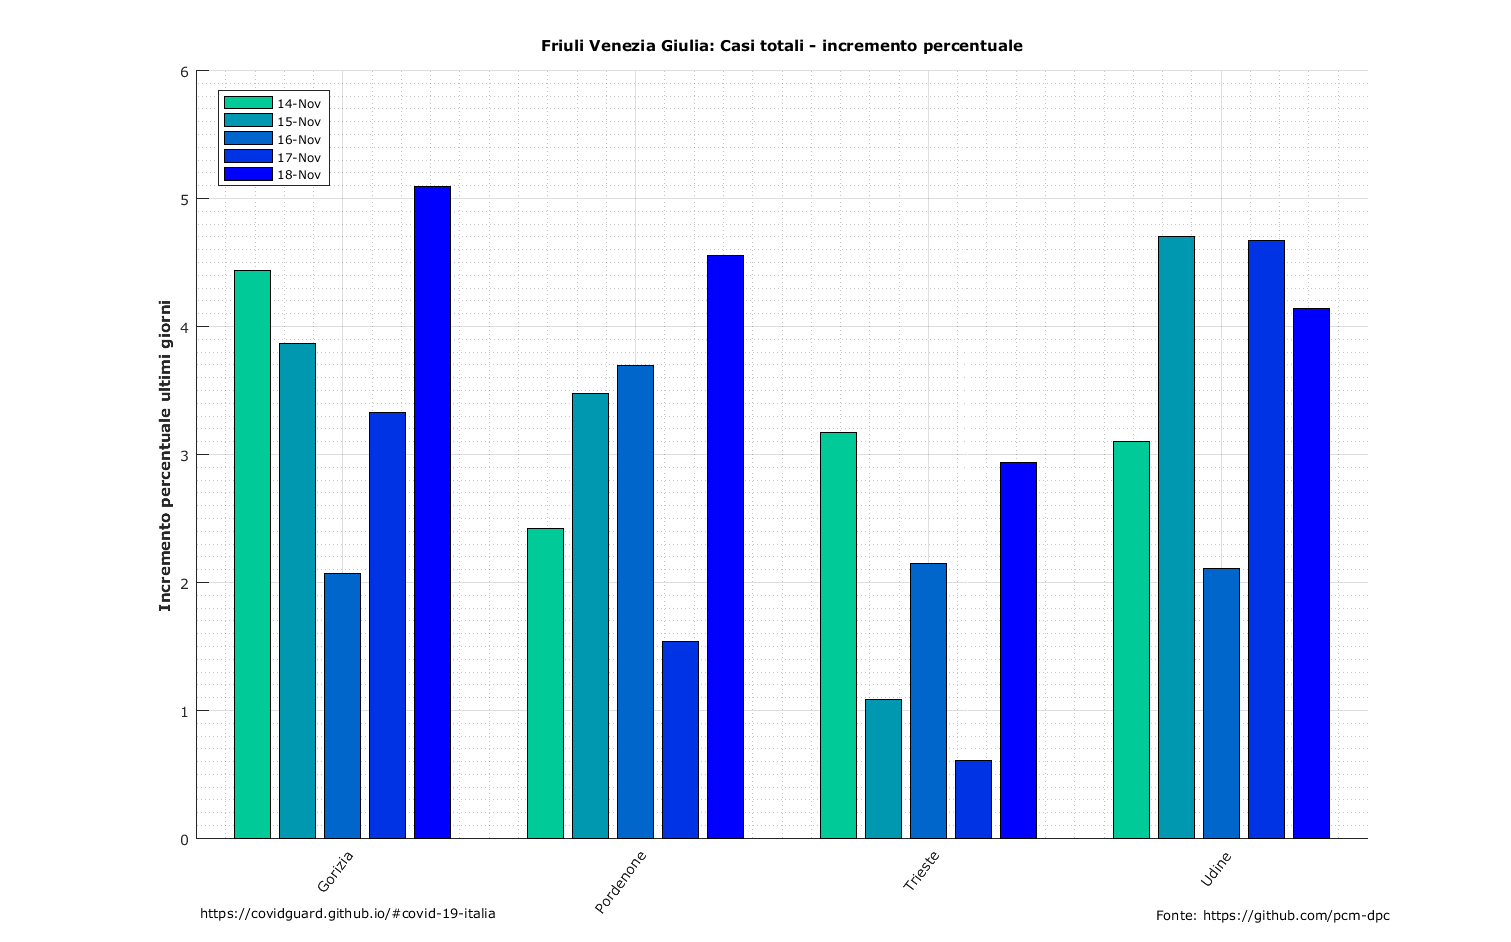 Friuli Venezia Giulia: Casi totali - incremento percentuale
6
5
4
3
2
1
0
Incremento percentuale ultimi giorni
14-Nov
15-Nov
16-Nov
17-Nov
18-Nov
Gorizia
Pordenone
Trieste
Udine
https://covidguard.github.io/#covid-19-italia
Fonte: https://github.com/pcm-dpc